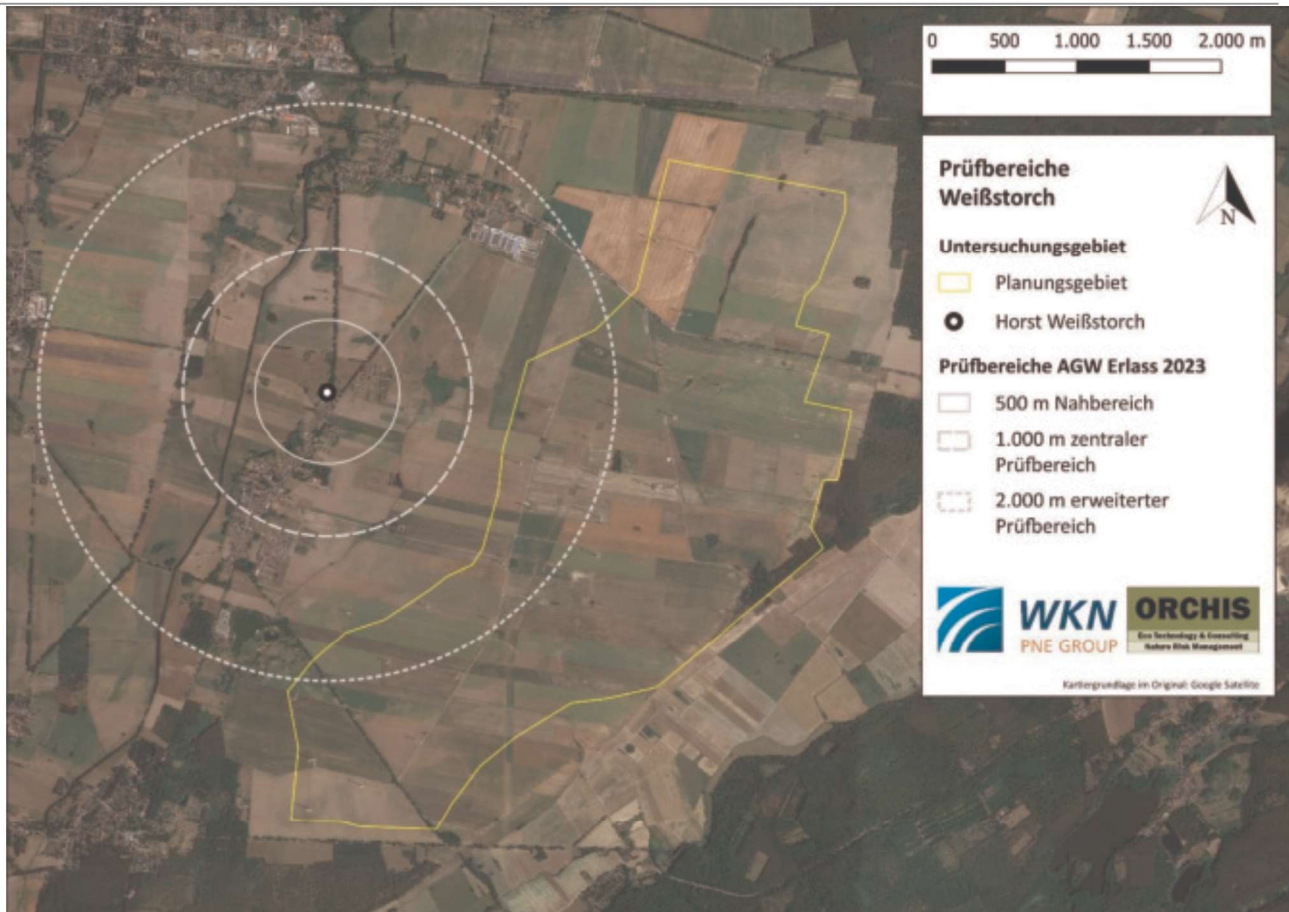 0 500 1.000 1.500 2.000 m
Prüfbereiche
Weißstorch
N
Untersuchungsgebiet
Planungsgebiet
Horst Weißstorch
Prüfbereiche AGW Erlass 2023
500 m Nahbereich
1.000 m zentraler
Prüfbereich
2.000 m erweiterter
Prüfbereich
WKN
PNE GROUP
ORCHIS
Eco Technology & Consulting
Nature Risk Management
Kartiergrundlage im Original: Google Satellite